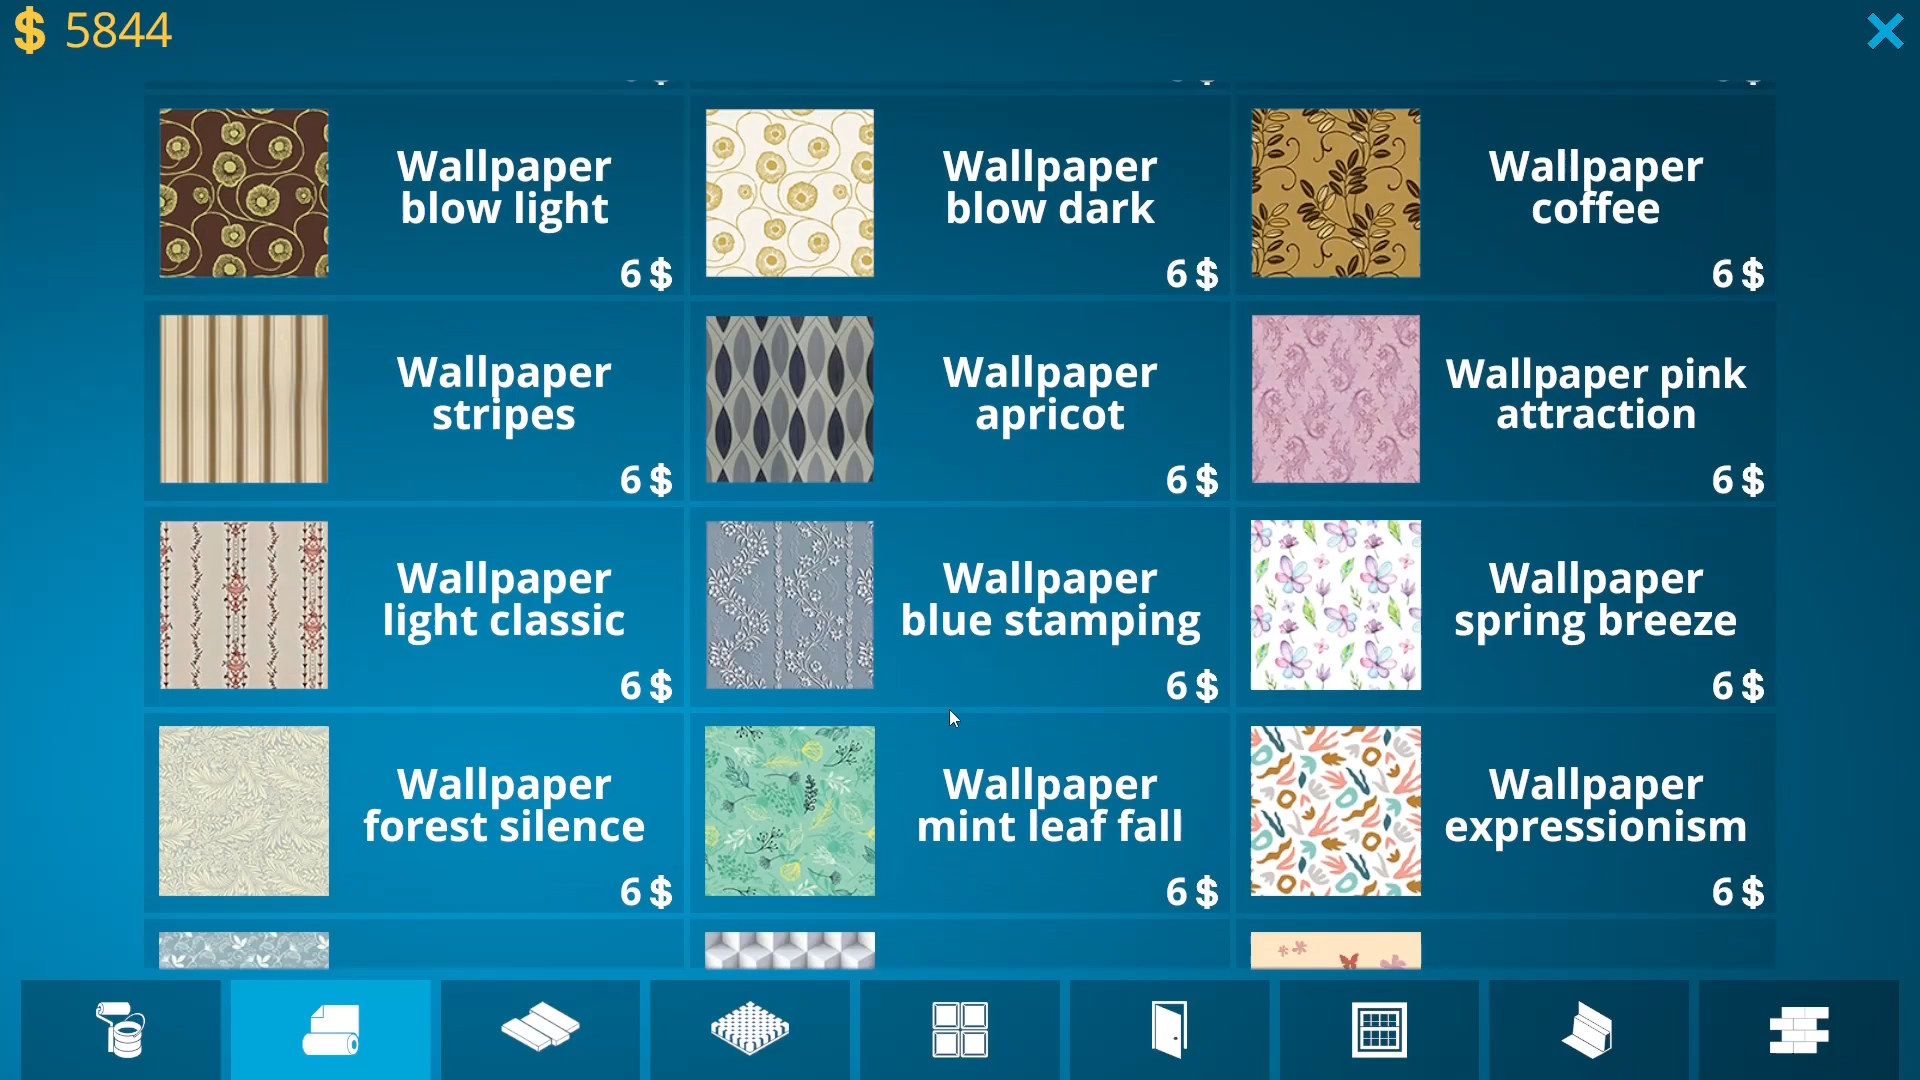 $ 5844
Wallpaper
blow light
6 $
Wallpaper
blow dark
6 $
Wallpaper
coffee
6 $
Wallpaper
stripes
6 $
Wallpaper
apricot
6 $
Wallpaper pink
attraction
6 $
Wallpaper
light classic
6 $
Wallpaper
blue stamping
6 $
Wallpaper
spring breeze
6 $
Wallpaper
forest silence
6 $
Wallpaper
mint leaf fall
6 $
Wallpaper
expressionism
6 $